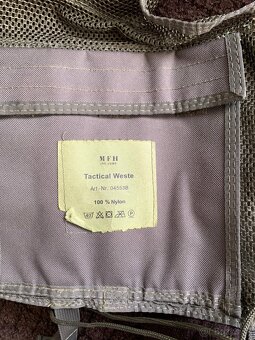 MFH
Tactical Weste
Art.-Nr. 04553B
100 % Nylon